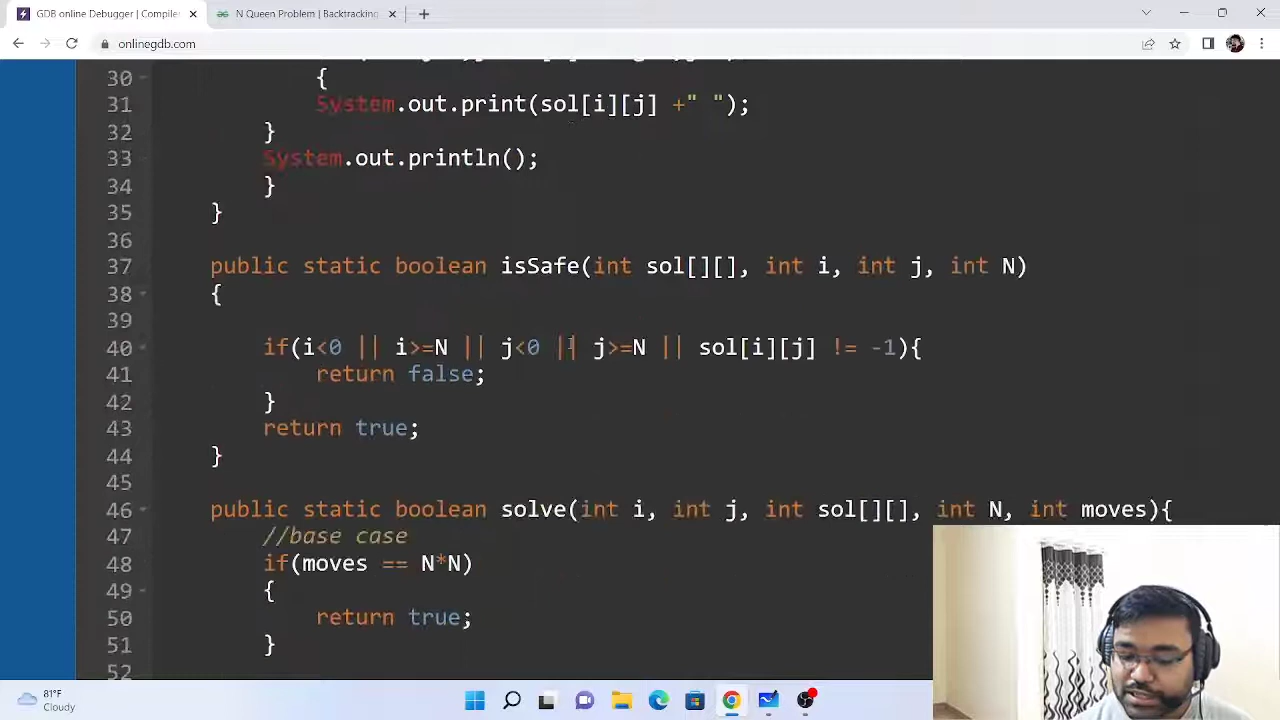 GDB online Debugger | Compiler
N Queen Problem | Backtracking
onlinegdb.com
30 {
31 System.out.print(sol[i][j] +" ");
32 }
33 System.out.println();
34 }
35 }
36
37 public static boolean isSafe(int sol[][], int i, int j, int N)
38 {
39
40 if(i<0 || i>=N || j<0 || j>=N || sol[i][j] != -1){
41 return false;
42 }
43 return true;
44 }
45
46 public static boolean solve(int i, int j, int sol[][], int N, int moves){
47 //base case
48 if(moves == N*N)
49 {
50 return true;
51 }
52
81°F
Cloudy